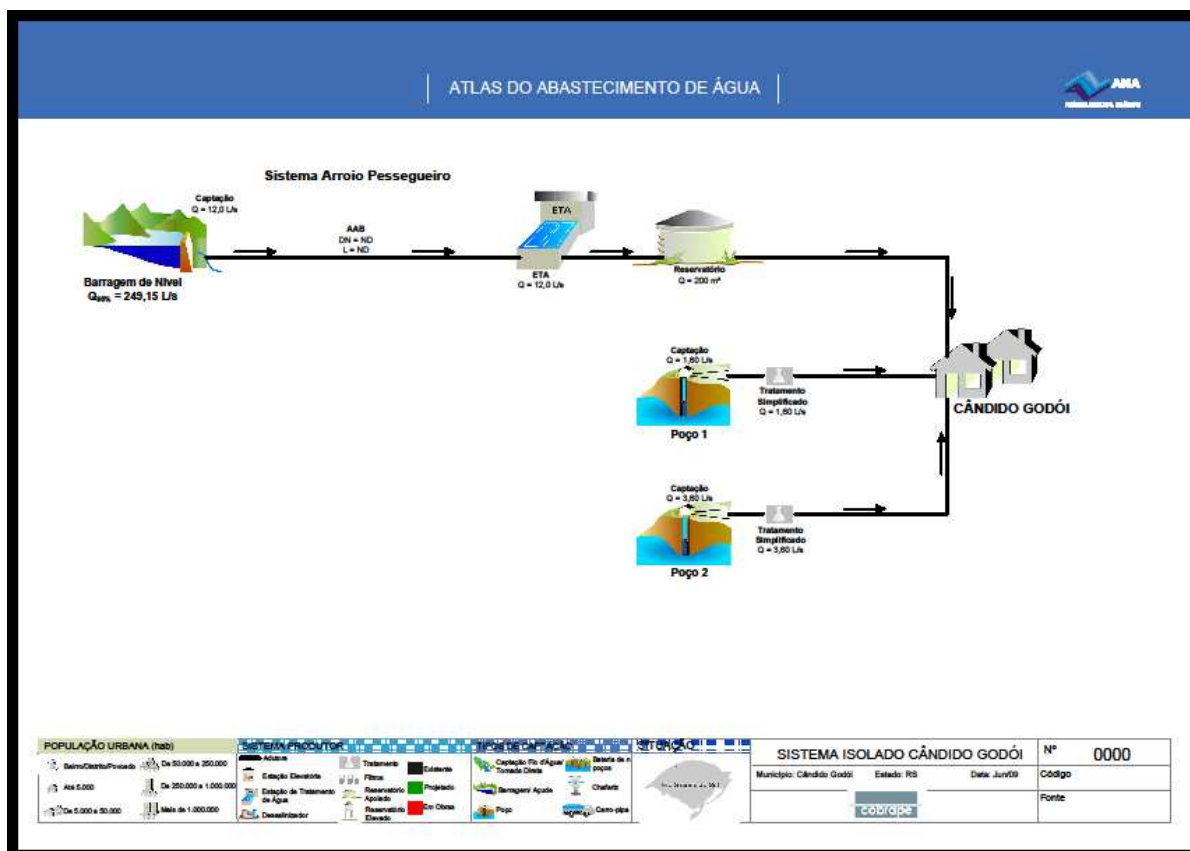 ATLAS DO ABASTECIMENTO DE ÁGUA
ANA
Sistema Arroio Pessegueiro
Captação
Q = 12,0 L/s
AAB
DN = ND
L = ND
Barragem de Nível
Q95% = 249,15 L/s
ETA
ETA
Q = 12,0 L/s
Reservatório
Q = 200 m³
Captação
Q = 1,60 L/s
Tratamento
Simplificado
Q = 1,60 L/s
Poço 1
CÂNDIDO GODÓI
Captação
Q = 3,60 L/s
Tratamento
Simplificado
Q = 3,60 L/s
Poço 2
POPULAÇÃO URBANA (hab)
Bairro/Distrito/Povoado
De 50.000 a 250.000
Até 5.000
De 250.000 a 1.000.000
De 5.000 a 50.000
Mais de 1.000.000
SISTEMA PRODUTOR
Adutora
Estação Elevatória
Estação de Tratamento
de Água
Dessalinizador
Tratamento
Filtros
Reservatório
Apoiado
Reservatório
Elevado
Existente
Projetado
Em Obras
TIPOS DE CAPTAÇÃO
Captação Fio d'Água/
Tomada Direta
Barragem/ Açude
Poço
Bateria de n
poços
Chafariz
Carro-pipa
SITUAÇÃO
Rio Grande do Sul
SISTEMA ISOLADO CÂNDIDO GODÓI
Município: Cândido Godói
Estado: RS
Data: Jun/09
cobrape
Nº
0000
Código
Fonte